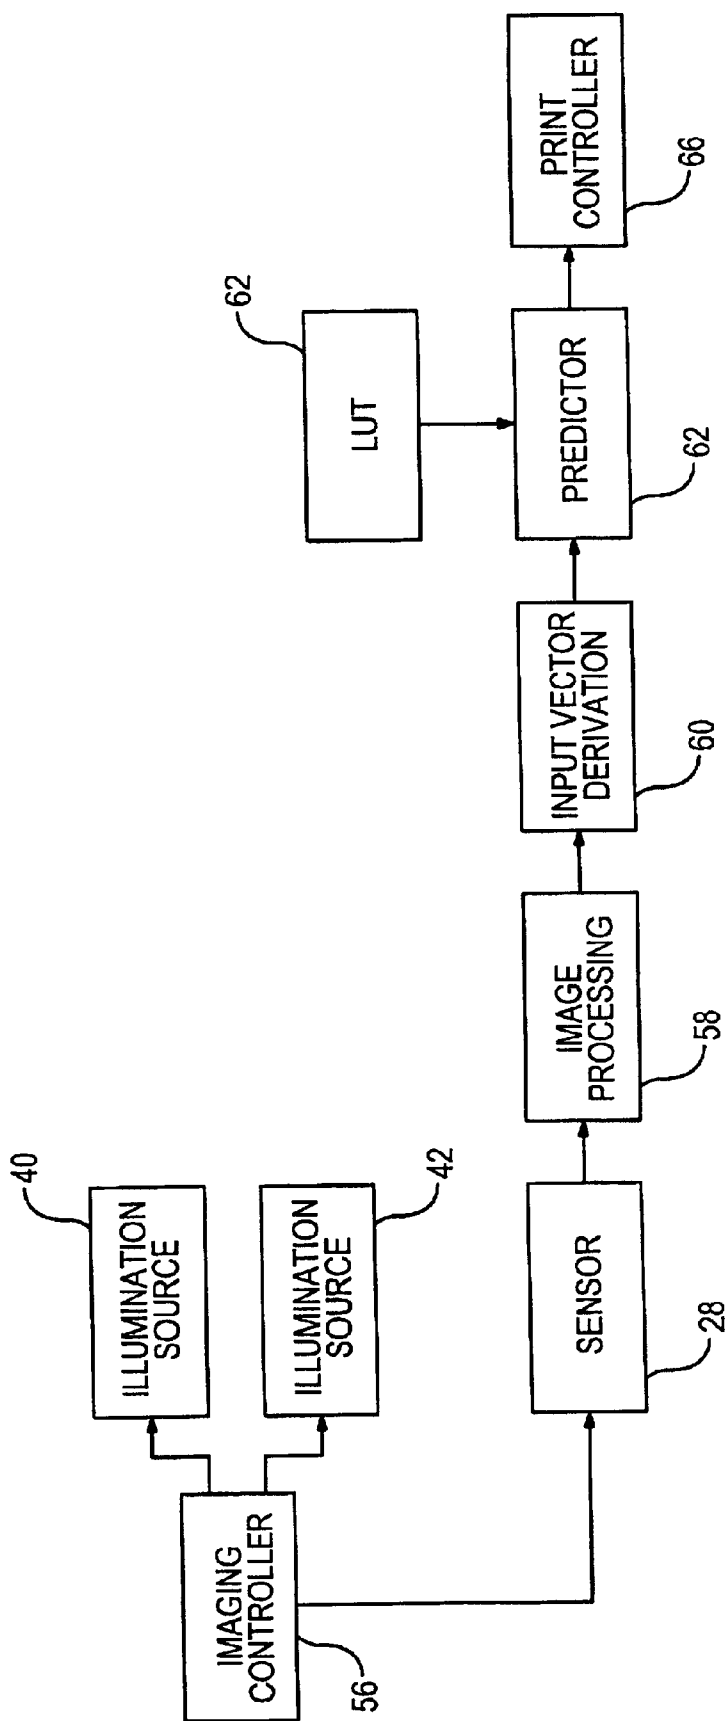 IMAGING
CONTROLLER
56
ILLUMINATION
SOURCE
40
ILLUMINATION
SOURCE
42
SENSOR
28
IMAGE
PROCESSING
58
INPUT VECTOR
DERIVATION
60
LUT
62
PREDICTOR
62
PRINT
CONTROLLER
66